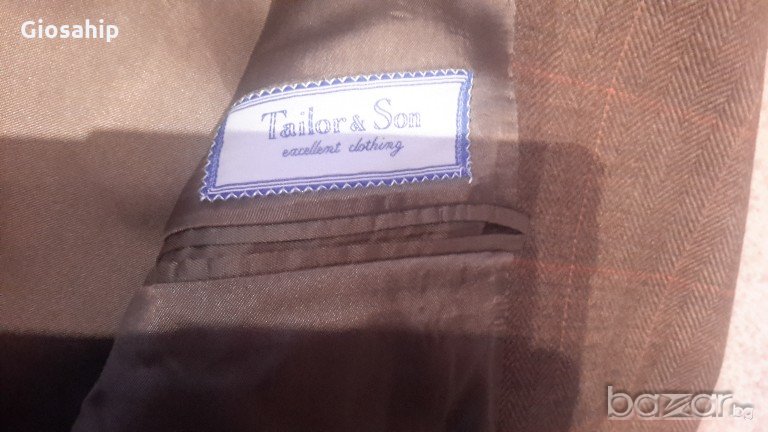 Giosahip
Tailor & Son
excellent clothing
bazar.bg